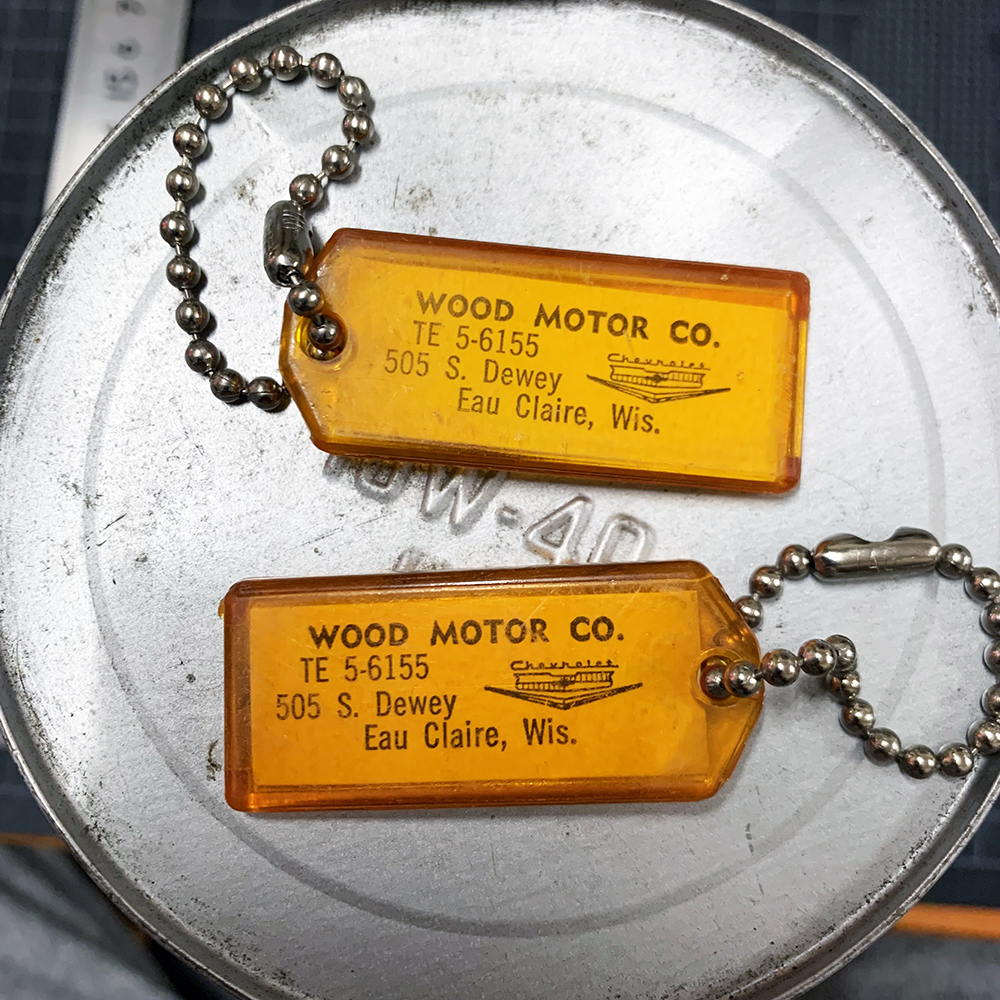 WOOD MOTOR CO.
TE 5-6155
505 S. Dewey
Chevrolet
Eau Claire, Wis.
W-40
WOOD MOTOR CO.
TE 5-6155
Chevrolet
505 S. Dewey
Eau Claire, Wis.